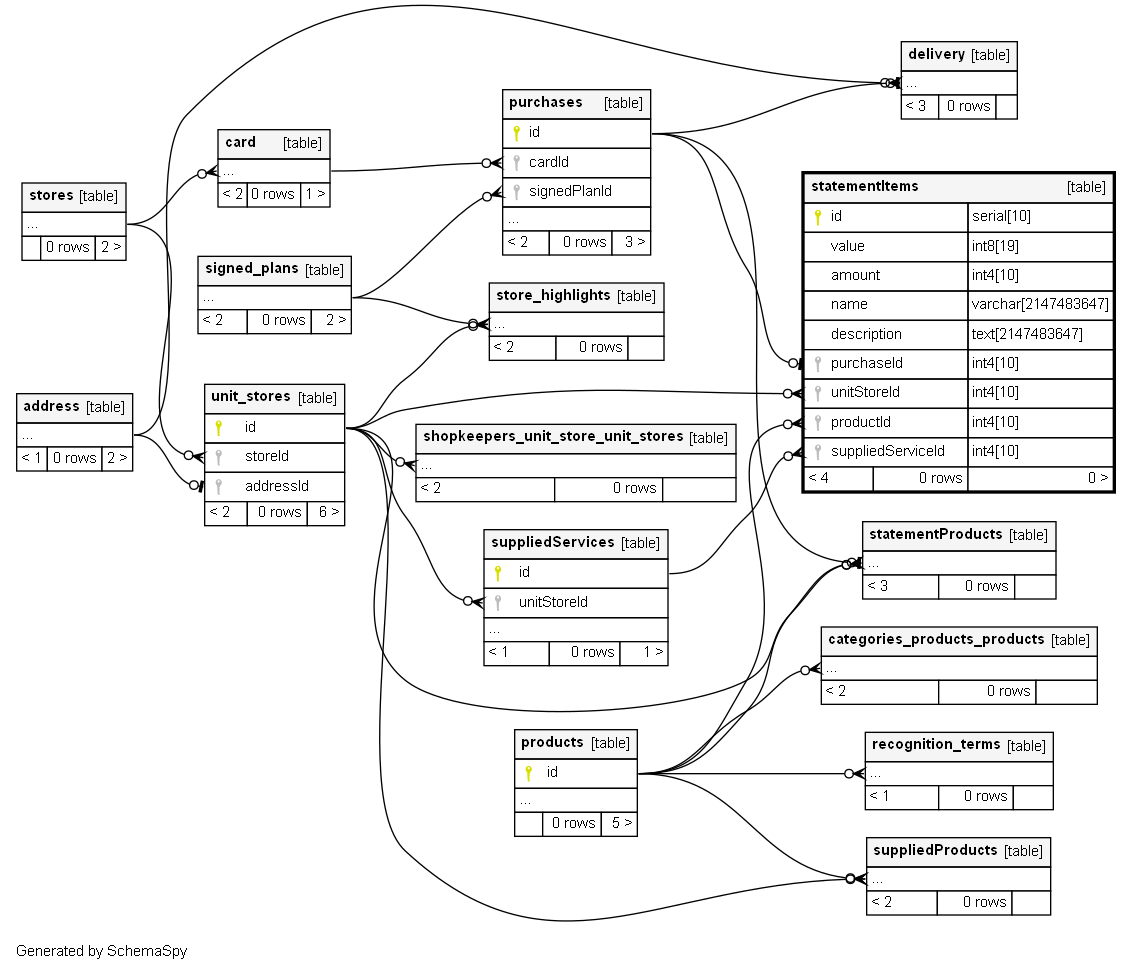 delivery [table]
...
< 3 0 rows
purchases [table]
id
cardId
signedPlanId
...
< 2 0 rows 3 >
card [table]
...
< 2 0 rows 1 >
stores [table]
...
0 rows 2 >
statementItems [table]
id serial[10]
value int8[19]
amount int4[10]
name varchar[2147483647]
description text[2147483647]
purchaseId int4[10]
unitStoreId int4[10]
productId int4[10]
suppliedServiceId int4[10]
< 4 0 rows 0 >
signed_plans [table]
...
< 2 0 rows 2 >
store_highlights [table]
...
< 2 0 rows
address [table]
...
< 1 0 rows 2 >
unit_stores [table]
id
storeId
addressId
< 2 0 rows 6 >
shopkeepers_unit_store_unit_stores [table]
...
< 2 0 rows
suppliedServices [table]
id
unitStoreId
...
< 1 0 rows 1 >
statementProducts [table]
...
< 3 0 rows
categories_products_products [table]
...
< 2 0 rows
products [table]
id
...
0 rows 5 >
recognition_terms [table]
...
< 1 0 rows
suppliedProducts [table]
...
< 2 0 rows
Generated by SchemaSpy